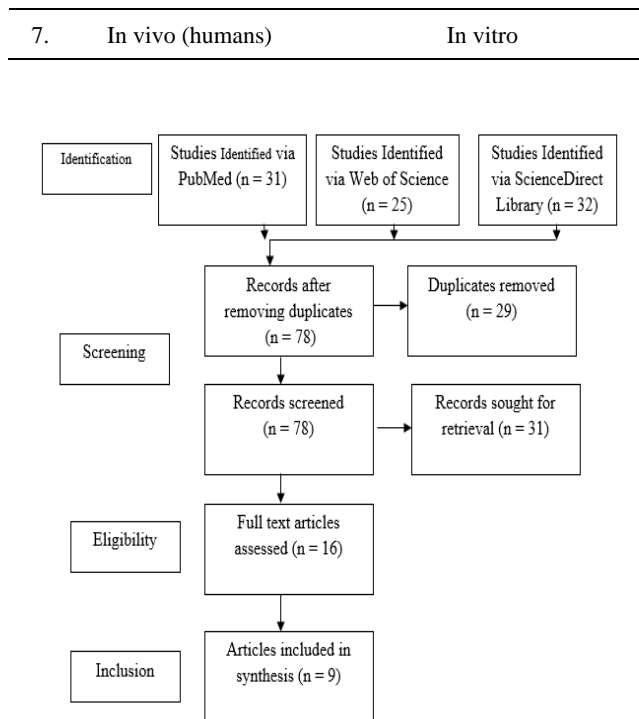 7. In vivo (humans) In vitro
Identification
Studies Identified via
PubMed (n = 31)
Studies Identified
via Web of Science
(n = 25)
Studies Identified
via ScienceDirect
Library (n = 32)
Records after
removing duplicates
(n = 78)
Duplicates removed
(n = 29)
Screening
Records screened
(n = 78)
Records sought for
retrieval (n = 31)
Eligibility
Full text articles
assessed (n = 16)
Inclusion
Articles included in
synthesis (n = 9)